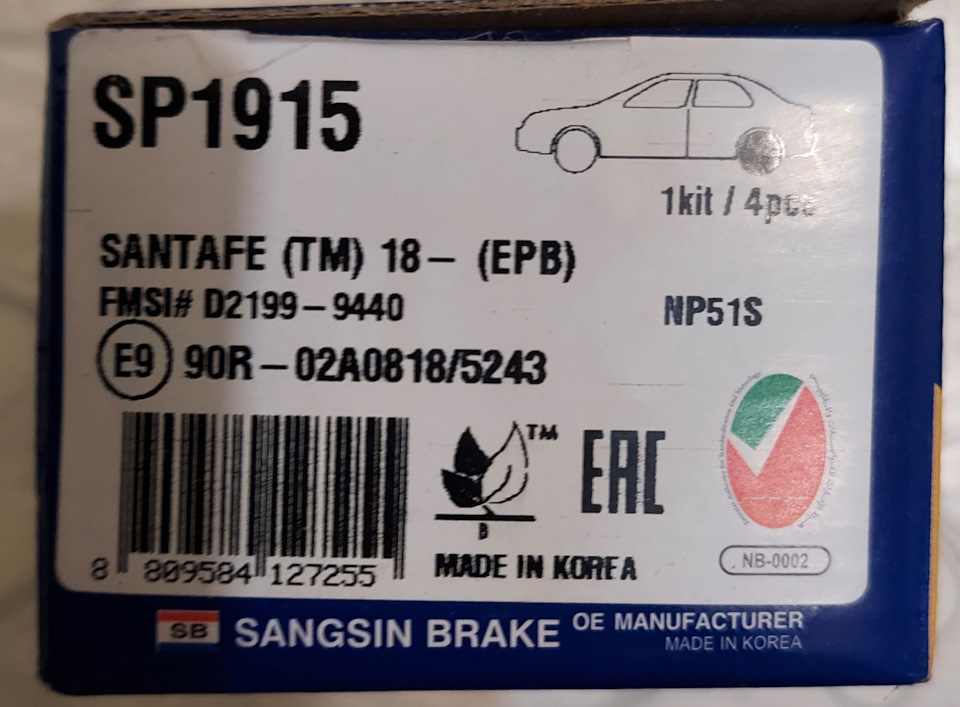 SP1915
1kit / 4pcs
SANTAFE (TM) 18- (EPB)
FMSI# D2199-9440
NP51S
E9 90R-02A0818/5243
TM
B
EAC
MADE IN KOREA
8 809584 127255
NB-0002
SB SANGSIN BRAKE OE MANUFACTURER
MADE IN KOREA